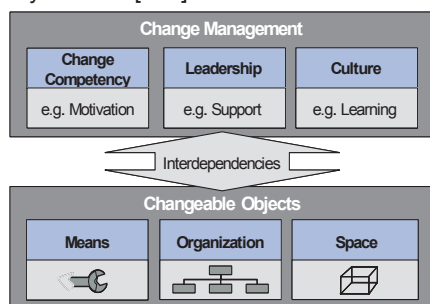 Change Management
Change
Competency
Leadership
Culture
e.g. Motivation
e.g. Support
e.g. Learning
Interdependencies
Changeable Objects
Means
Organization
Space